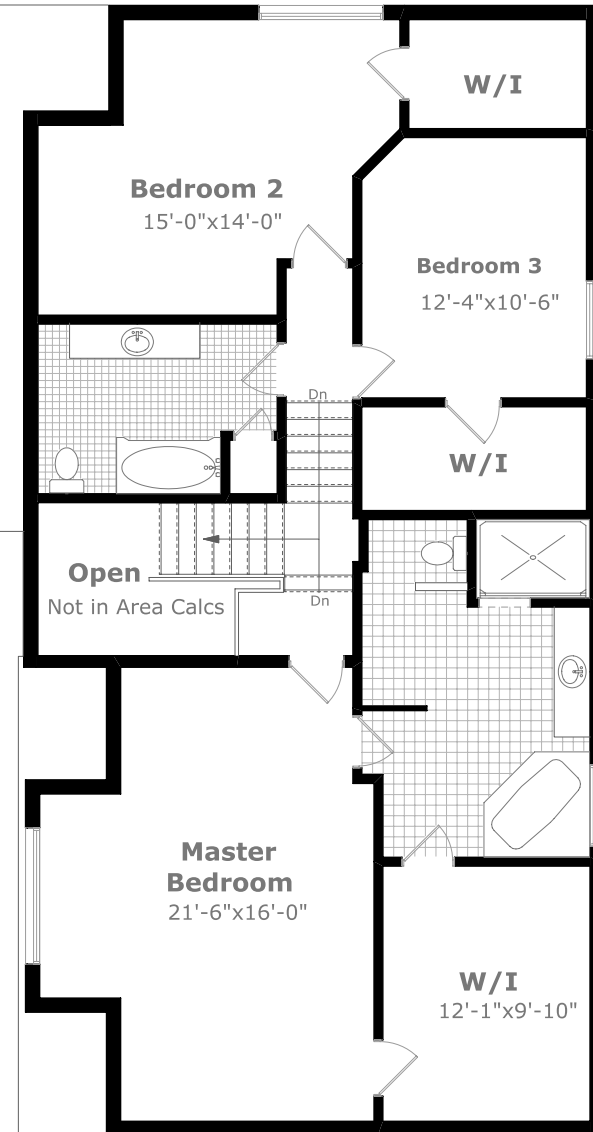 W/I
Bedroom 2
15'-0"x14'-0"
Bedroom 3
12'-4"x10'-6"
Dn
W/I
Open
Not in Area Calcs
Dn
Master
Bedroom
21'-6"x16'-0"
W/I
12'-1"x9'-10"